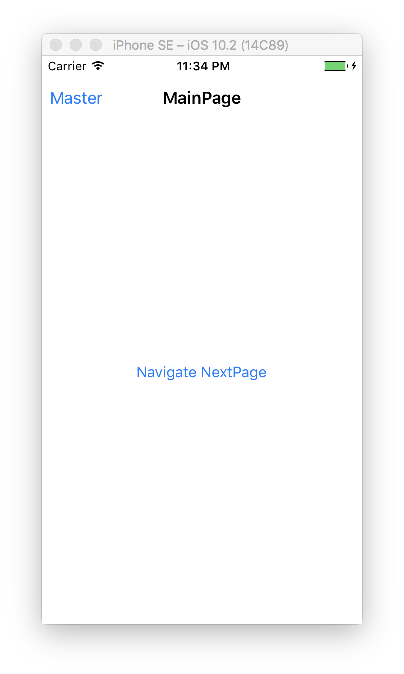 iPhone SE – iOS 10.2 (14C89)
Carrier 11:34 PM
Master MainPage
Navigate NextPage